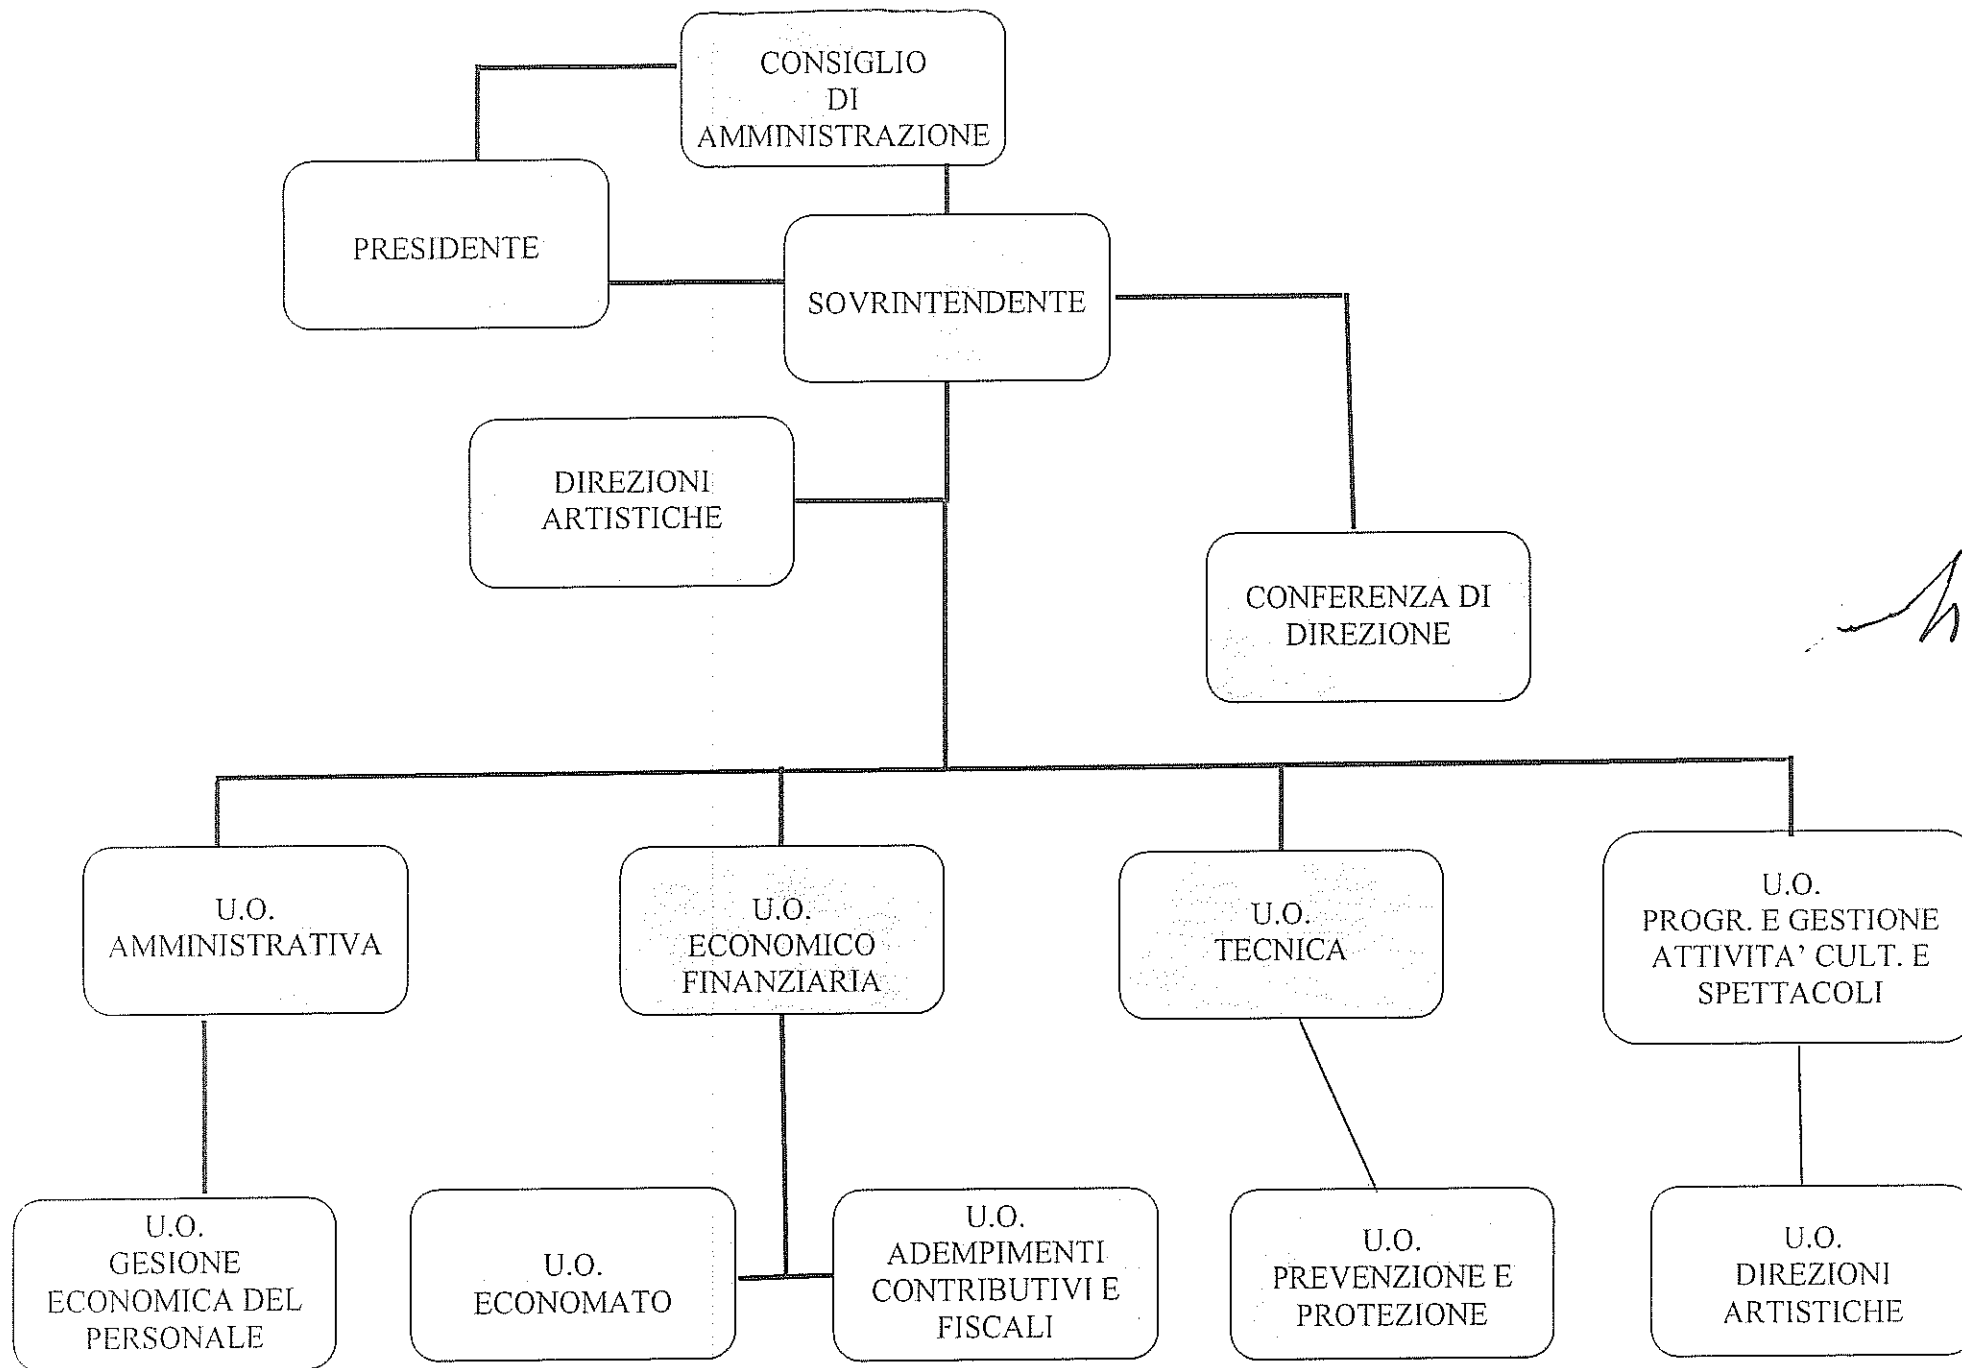 CONSIGLIO
DI
AMMINISTRAZIONE
PRESIDENTE
SOVRINTENDENTE
DIREZIONI
ARTISTICHE
CONFERENZA DI
DIREZIONE
U.O.
AMMINISTRATIVA
U.O.
ECONOMICO
FINANZIARIA
U.O.
TECNICA
U.O.
PROGR. E GESTIONE
ATTIVITA' CULT. E
SPETTACOLI
U.O.
GESIONE
ECONOMICA DEL
PERSONALE
U.O.
ECONOMATO
U.O.
ADEMPIMENTI
CONTRIBUTIVI E
FISCALI
U.O.
PREVENZIONE E
PROTEZIONE
U.O.
DIREZIONI
ARTISTICHE